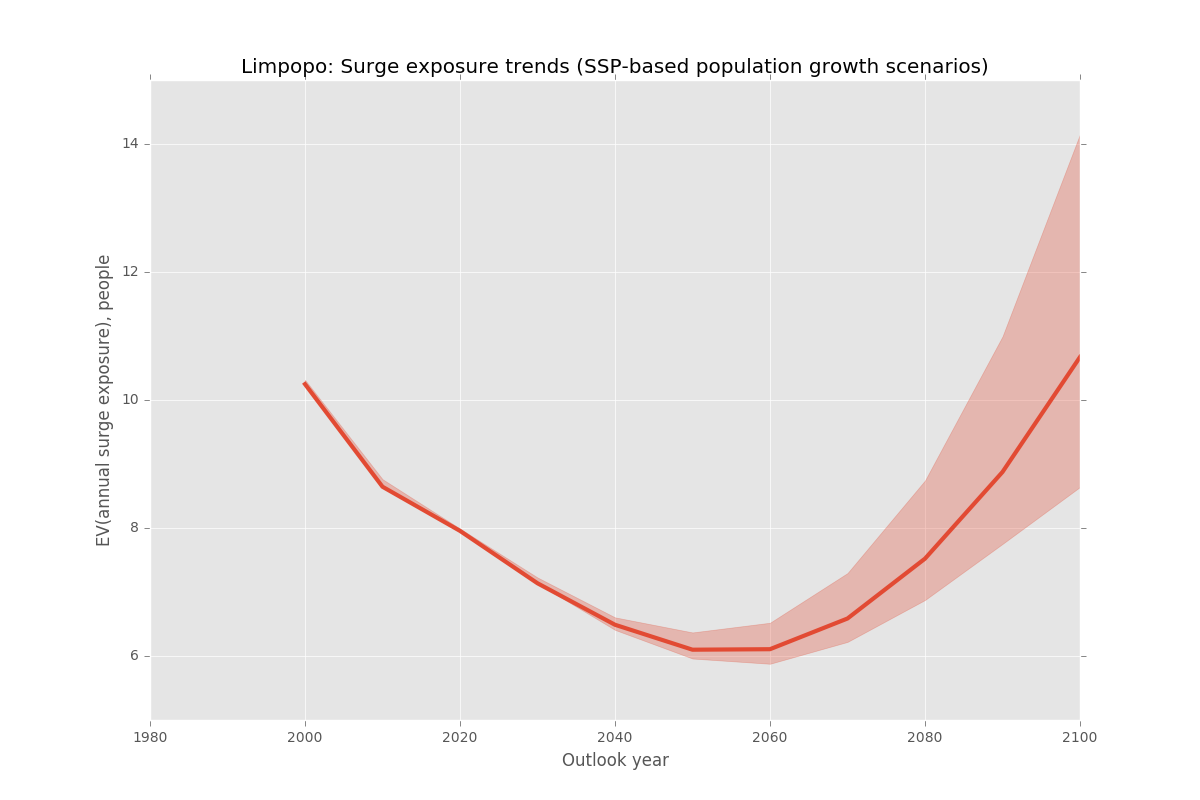 Limpopo: Surge exposure trends (SSP-based population growth scenarios)
EV(annual surge exposure), people
14
12
10
8
6
1980 2000 2020 2040 2060 2080 2100
Outlook year